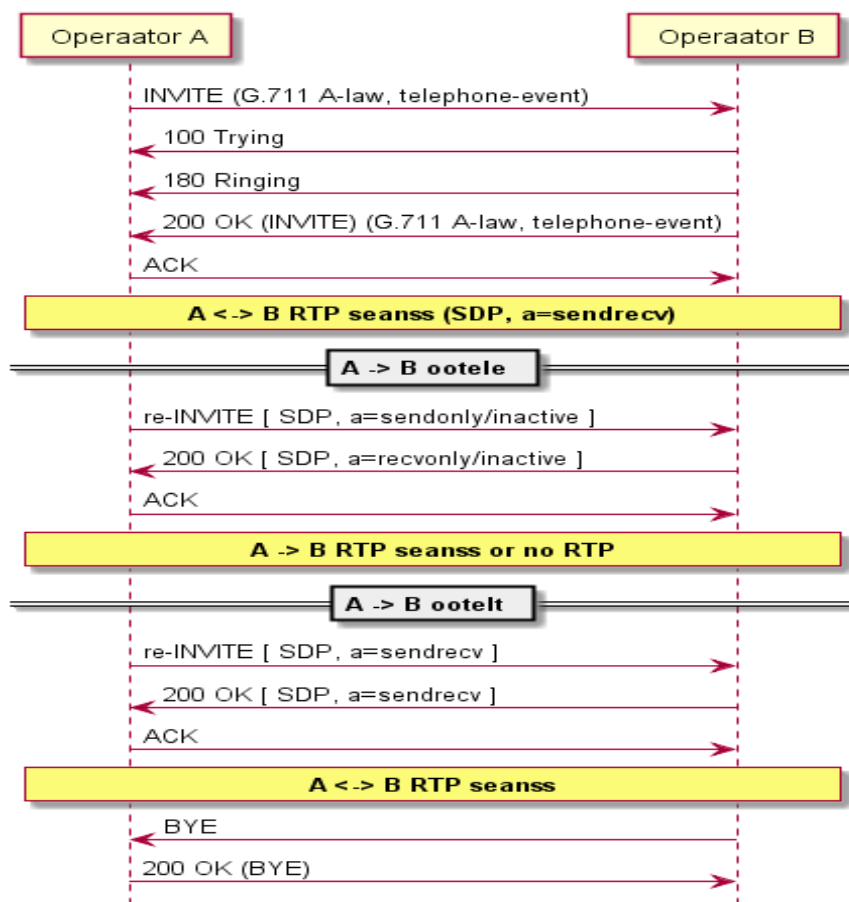 Operaator A
Operaator B
INVITE (G.711 A-law, telephone-event)
100 Trying
180 Ringing
200 OK (INVITE) (G.711 A-law, telephone-event)
ACK
A <-> B RTP seanss (SDP, a=sendrecv)
A -> B ootele
re-INVITE [ SDP, a=sendonly/inactive ]
200 OK [ SDP, a=recvonly/inactive ]
ACK
A -> B RTP seanss or no RTP
A -> B ootelt
re-INVITE [ SDP, a=sendrecv ]
200 OK [ SDP, a=sendrecv ]
ACK
A <-> B RTP seanss
BYE
200 OK (BYE)